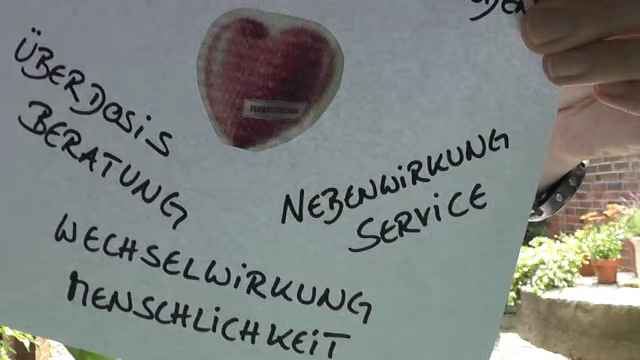 ÜBERDOSIS
BERATUNG
NEBENWIRKUNG
SERVICE
WECHSELWIRKUNG
MENSCHLICHKEIT